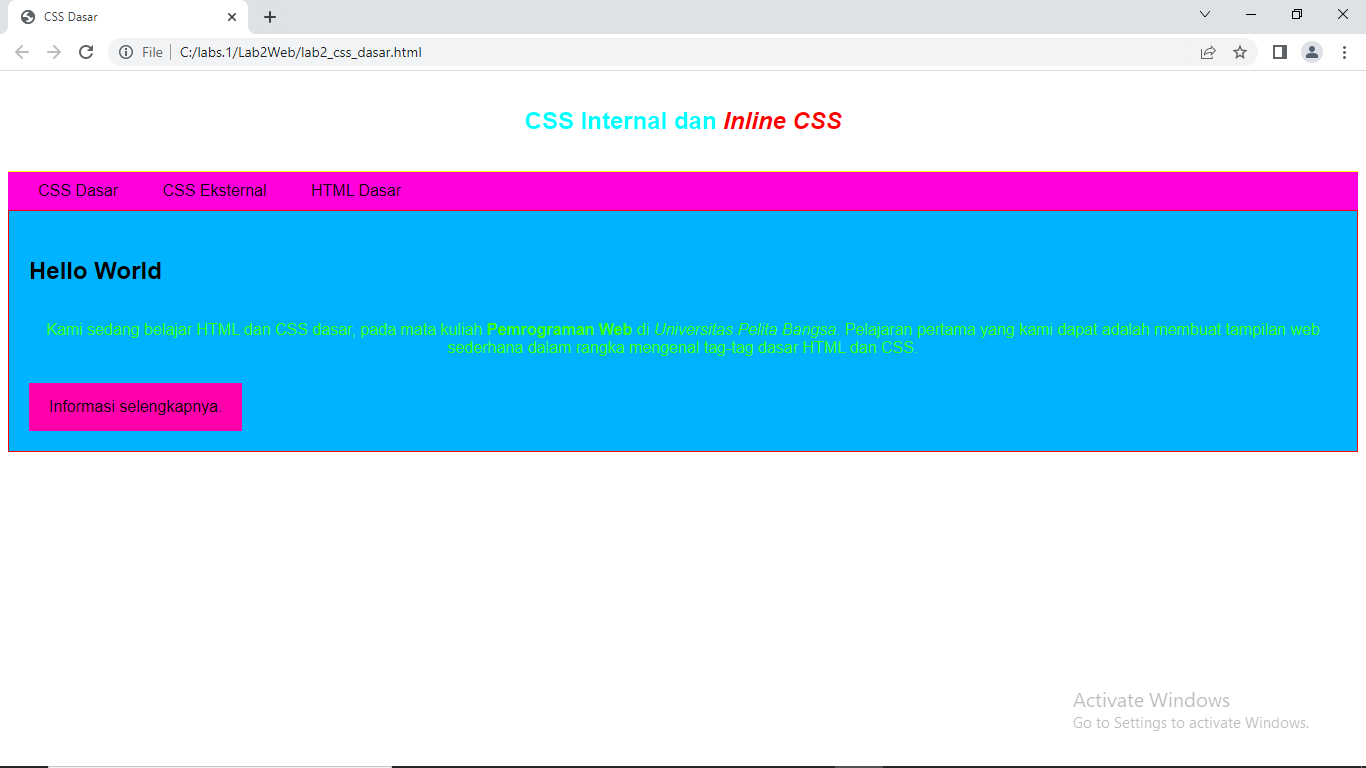 CSS Dasar
File
C:/labs.1/Lab2Web/lab2_css_dasar.html
CSS Internal dan Inline CSS
CSS Dasar CSS Eksternal HTML Dasar
Hello World
Kami sedang belajar HTML dan CSS dasar, pada mata kuliah Pemrograman Web di Universitas Pelita Bangsa. Pelajaran pertama yang kami dapat adalah membuat tampilan web
sederhana dalam rangka mengenal tag-tag dasar HTML dan CSS.
Informasi selengkapnya.
Activate Windows
Go to Settings to activate Windows.